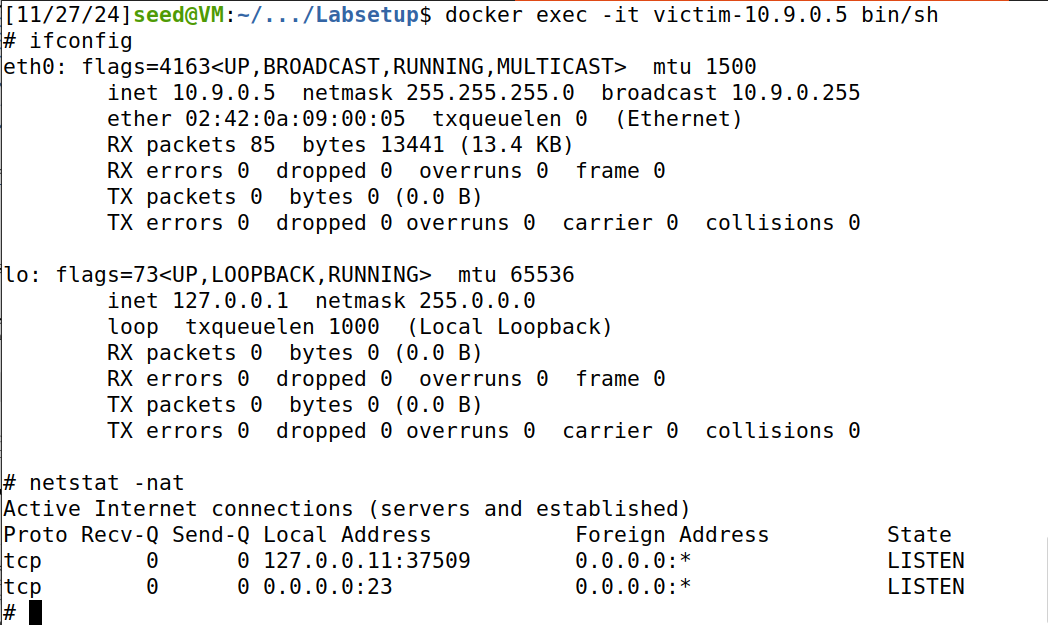 [11/27/24]seed@VM:~/.../Labsetup$ docker exec -it victim-10.9.0.5 bin/sh
# ifconfig
eth0: flags=4163<UP,BROADCAST,RUNNING,MULTICAST>  mtu 1500
        inet 10.9.0.5  netmask 255.255.255.0  broadcast 10.9.0.255
        ether 02:42:0a:09:00:05  txqueuelen 0  (Ethernet)
        RX packets 85  bytes 13441 (13.4 KB)
        RX errors 0  dropped 0  overruns 0  frame 0
        TX packets 0  bytes 0 (0.0 B)
        TX errors 0  dropped 0 overruns 0  carrier 0  collisions 0

lo: flags=73<UP,LOOPBACK,RUNNING>  mtu 65536
        inet 127.0.0.1  netmask 255.0.0.0
        loop  txqueuelen 1000  (Local Loopback)
        RX packets 0  bytes 0 (0.0 B)
        RX errors 0  dropped 0  overruns 0  frame 0
        TX packets 0  bytes 0 (0.0 B)
        TX errors 0  dropped 0 overruns 0  carrier 0  collisions 0

# netstat -nat
Active Internet connections (servers and established)
Proto Recv-Q Send-Q Local Address           Foreign Address         State
tcp        0      0 127.0.0.11:37509        0.0.0.0:*               LISTEN
tcp        0      0 0.0.0.0:23              0.0.0.0:*               LISTEN
#